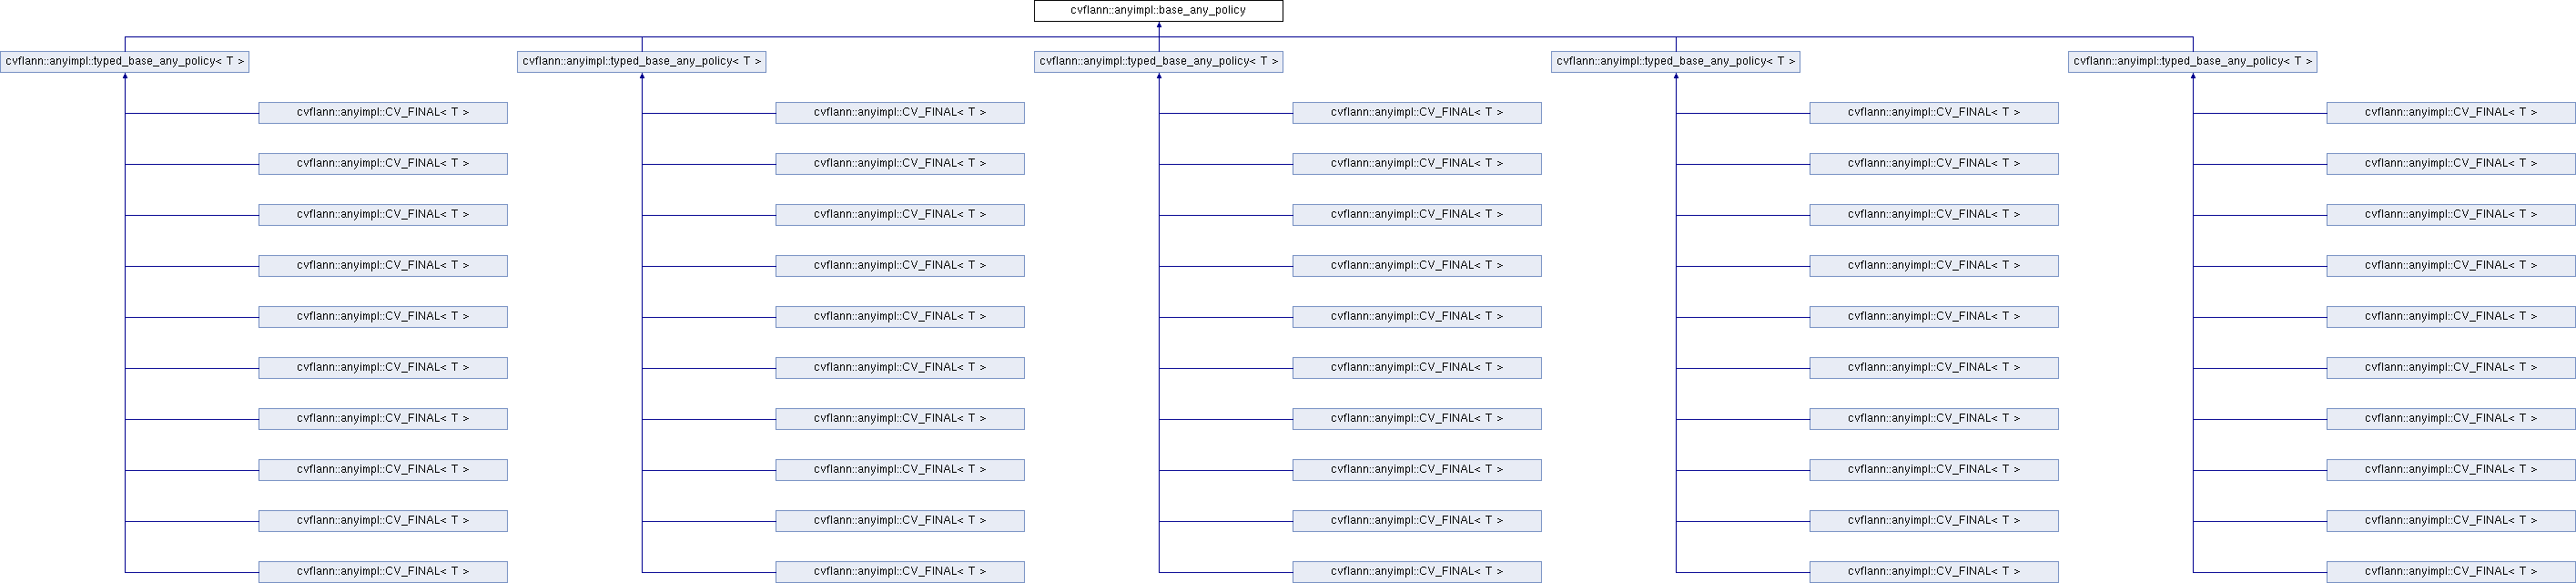 cvflann::anyimpl::base_any_policy
cvflann::anyimpl::typed_base_any_policy< T > cvflann::anyimpl::typed_base_any_policy< T > cvflann::anyimpl::typed_base_any_policy< T > cvflann::anyimpl::typed_base_any_policy< T > cvflann::anyimpl::typed_base_any_policy< T >
cvflann::anyimpl::CV_FINAL< T > cvflann::anyimpl::CV_FINAL< T > cvflann::anyimpl::CV_FINAL< T > cvflann::anyimpl::CV_FINAL< T > cvflann::anyimpl::CV_FINAL< T >
cvflann::anyimpl::CV_FINAL< T > cvflann::anyimpl::CV_FINAL< T > cvflann::anyimpl::CV_FINAL< T > cvflann::anyimpl::CV_FINAL< T > cvflann::anyimpl::CV_FINAL< T >
cvflann::anyimpl::CV_FINAL< T > cvflann::anyimpl::CV_FINAL< T > cvflann::anyimpl::CV_FINAL< T > cvflann::anyimpl::CV_FINAL< T > cvflann::anyimpl::CV_FINAL< T >
cvflann::anyimpl::CV_FINAL< T > cvflann::anyimpl::CV_FINAL< T > cvflann::anyimpl::CV_FINAL< T > cvflann::anyimpl::CV_FINAL< T > cvflann::anyimpl::CV_FINAL< T >
cvflann::anyimpl::CV_FINAL< T > cvflann::anyimpl::CV_FINAL< T > cvflann::anyimpl::CV_FINAL< T > cvflann::anyimpl::CV_FINAL< T > cvflann::anyimpl::CV_FINAL< T >
cvflann::anyimpl::CV_FINAL< T > cvflann::anyimpl::CV_FINAL< T > cvflann::anyimpl::CV_FINAL< T > cvflann::anyimpl::CV_FINAL< T > cvflann::anyimpl::CV_FINAL< T >
cvflann::anyimpl::CV_FINAL< T > cvflann::anyimpl::CV_FINAL< T > cvflann::anyimpl::CV_FINAL< T > cvflann::anyimpl::CV_FINAL< T > cvflann::anyimpl::CV_FINAL< T >
cvflann::anyimpl::CV_FINAL< T > cvflann::anyimpl::CV_FINAL< T > cvflann::anyimpl::CV_FINAL< T > cvflann::anyimpl::CV_FINAL< T > cvflann::anyimpl::CV_FINAL< T >
cvflann::anyimpl::CV_FINAL< T > cvflann::anyimpl::CV_FINAL< T > cvflann::anyimpl::CV_FINAL< T > cvflann::anyimpl::CV_FINAL< T > cvflann::anyimpl::CV_FINAL< T >
cvflann::anyimpl::CV_FINAL< T > cvflann::anyimpl::CV_FINAL< T > cvflann::anyimpl::CV_FINAL< T > cvflann::anyimpl::CV_FINAL< T > cvflann::anyimpl::CV_FINAL< T >